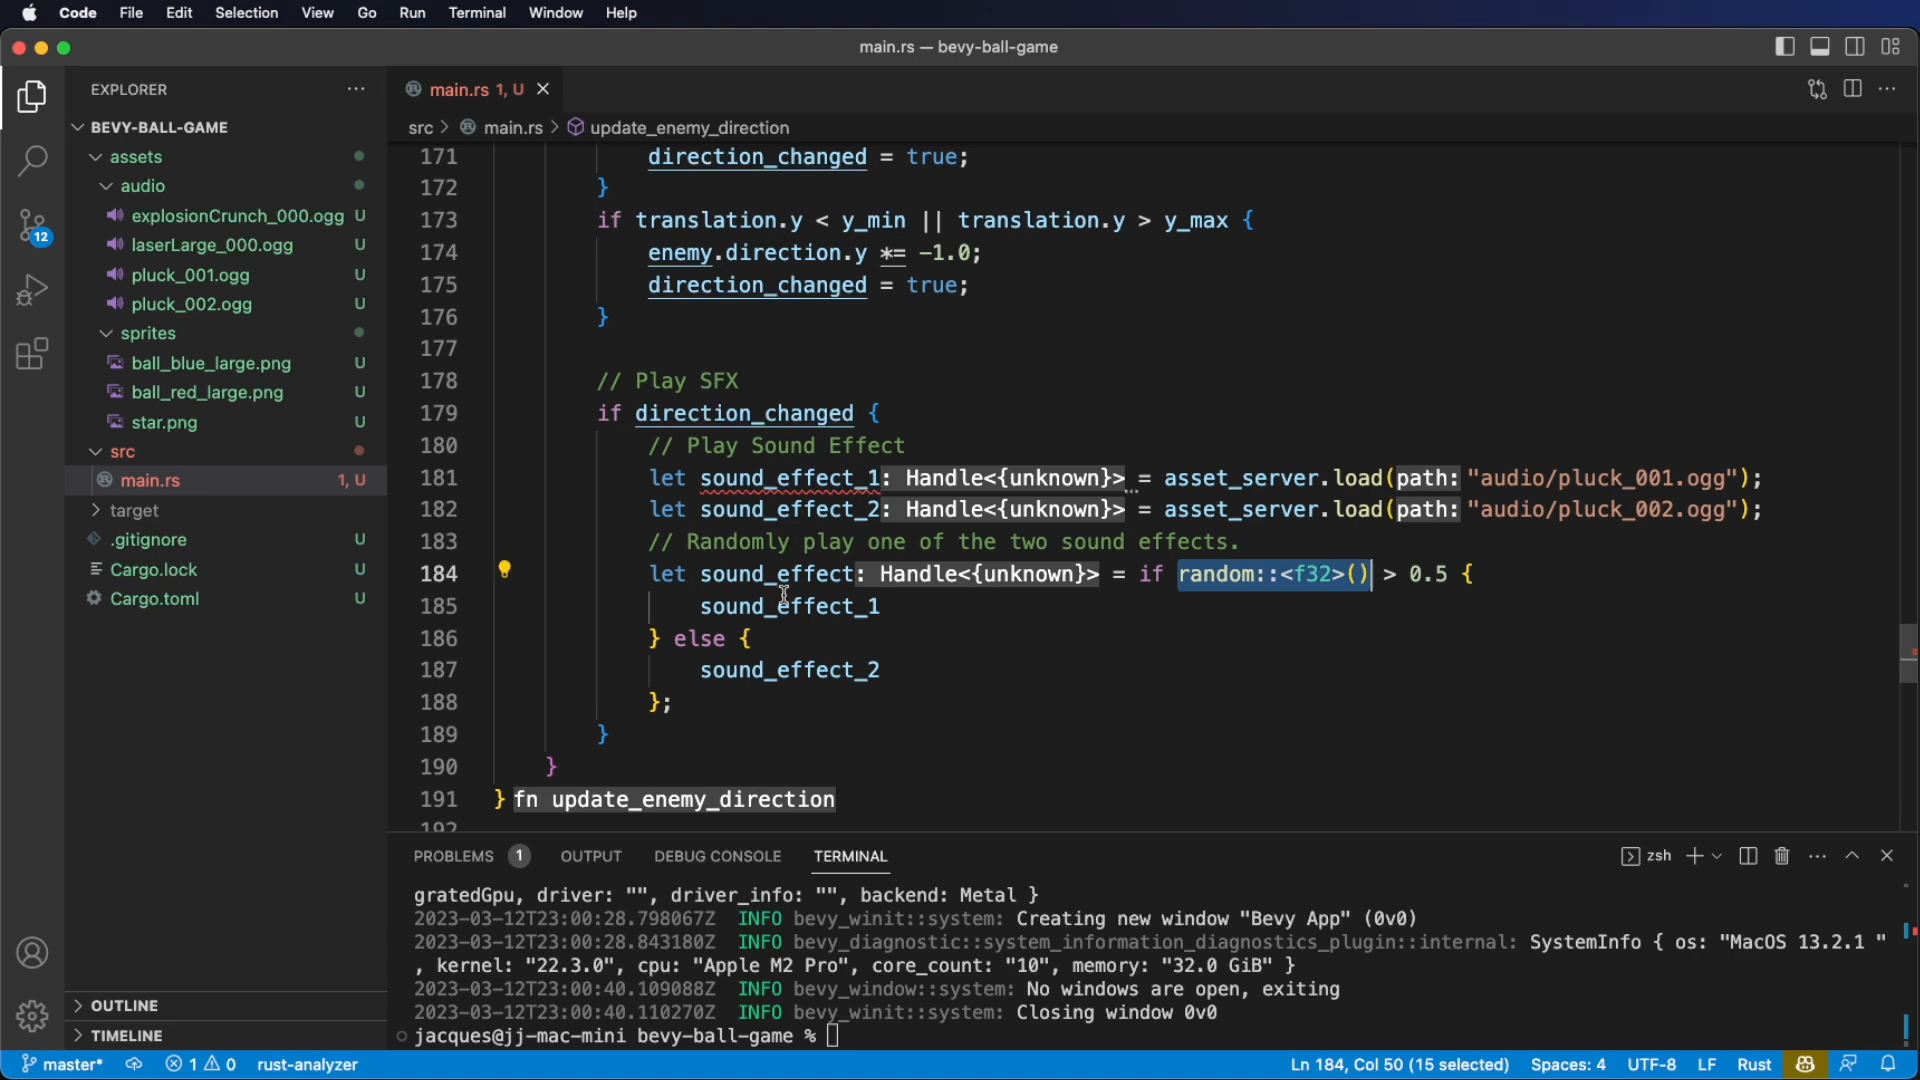 Code File Edit Selection View Go Run Terminal Window Help
main.rs — bevy-ball-game
EXPLORER
BEVY-BALL-GAME
assets
audio
explosionCrunch_000.ogg U
laserLarge_000.ogg U
pluck_001.ogg U
pluck_002.ogg U
sprites
ball_blue_large.png U
ball_red_large.png U
star.png U
src
main.rs 1, U
target
.gitignore U
Cargo.lock U
Cargo.toml U
OUTLINE
TIMELINE
12
main.rs 1, U
src > main.rs > update_enemy_direction
171 direction_changed = true;
172 }
173 if translation.y < y_min || translation.y > y_max {
174 enemy.direction.y *= -1.0;
175 direction_changed = true;
176 }
177
178 // Play SFX
179 if direction_changed {
180 // Play Sound Effect
181 let sound_effect_1: Handle<{unknown}> = asset_server.load(path: "audio/pluck_001.ogg");
182 let sound_effect_2: Handle<{unknown}> = asset_server.load(path: "audio/pluck_002.ogg");
183 // Randomly play one of the two sound effects.
184 let sound_effect: Handle<{unknown}> = if random::<f32>() > 0.5 {
185 sound_effect_1
186 } else {
187 sound_effect_2
188 };
189 }
190 }
191 } fn update_enemy_direction
192
PROBLEMS 1 OUTPUT DEBUG CONSOLE TERMINAL zsh
gratedGpu, driver: "", driver_info: "", backend: Metal }
2023-03-12T23:00:28.798067Z INFO bevy_winit::system: Creating new window "Bevy App" (0v0)
2023-03-12T23:00:28.843180Z INFO bevy_diagnostic::system_information_diagnostics_plugin::internal: SystemInfo { os: "MacOS 13.2.1 "
, kernel: "22.3.0", cpu: "Apple M2 Pro", core_count: "10", memory: "32.0 GiB" }
2023-03-12T23:00:40.109088Z INFO bevy_window::system: No windows are open, exiting
2023-03-12T23:00:40.110270Z INFO bevy_winit::system: Closing window 0v0
jacques@jj-mac-mini bevy-ball-game %
master* 1 0 rust-analyzer Ln 184, Col 50 (15 selected) Spaces: 4 UTF-8 LF Rust